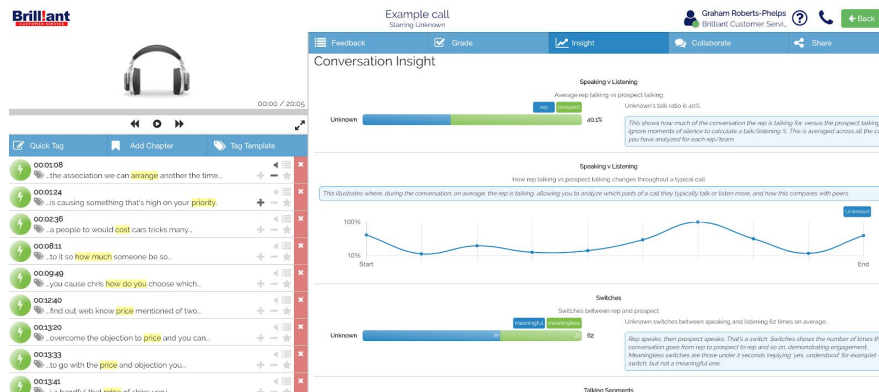 Brilliant
CUSTOMER SERVICE
Example call
Starring Unknown
Graham Roberts-Phelps
Brilliant Customer Servi...
Back
Feedback
Grade
Insight
Collaborate
Share
00:00 / 20:05
Quick Tag
Add Chapter
Tag Template
00:01:08
...the association we can arrange another the time...
00:01:24
...is causing something that's high on your priority.
00:02:36
...a people to would cost cars tricks many...
00:08:11
...to it so how much someone be so...
00:09:49
...you cause chris how do you choose which...
00:12:40
...find out web know price mentioned of two...
00:13:20
...overcome the objection to price and you can...
00:13:33
...to go with the price and objection you...
00:13:41
Conversation Insight
Speaking v Listening
Average rep talking vs prospect talking
rep prospect
Unknown's talk ratio is 40%.
Unknown
40.1%
This shows how much of the conversation the rep is talking for, versus the prospect talking
ignore moments of silence to calculate a talk/listening %. This is averaged across all the ca
you have analyzed for each rep/team.
Speaking v Listening
How rep talking vs prospect talking changes throughout a typical call
This illustrates where, during the conversation, on average, the rep is talking, allowing you to analyze which parts of a call they typically talk or listen more, and how this compares with peers.
Unknown
100%
10%
Start
End
Switches
Switches between rep and prospect
meaningful meaningless
Unknown switches between speaking and listening 62 times on average.
Unknown
62
Rep speaks, then prospect speaks. That's a switch. Switches shows the number of times th
conversation goes from rep to prospect to rep and so on, demonstrating engagement.
Meaningless switches are those under 2 seconds (replying 'yes, understood' for example)
switch, but not a meaningful one.
Talking Segments